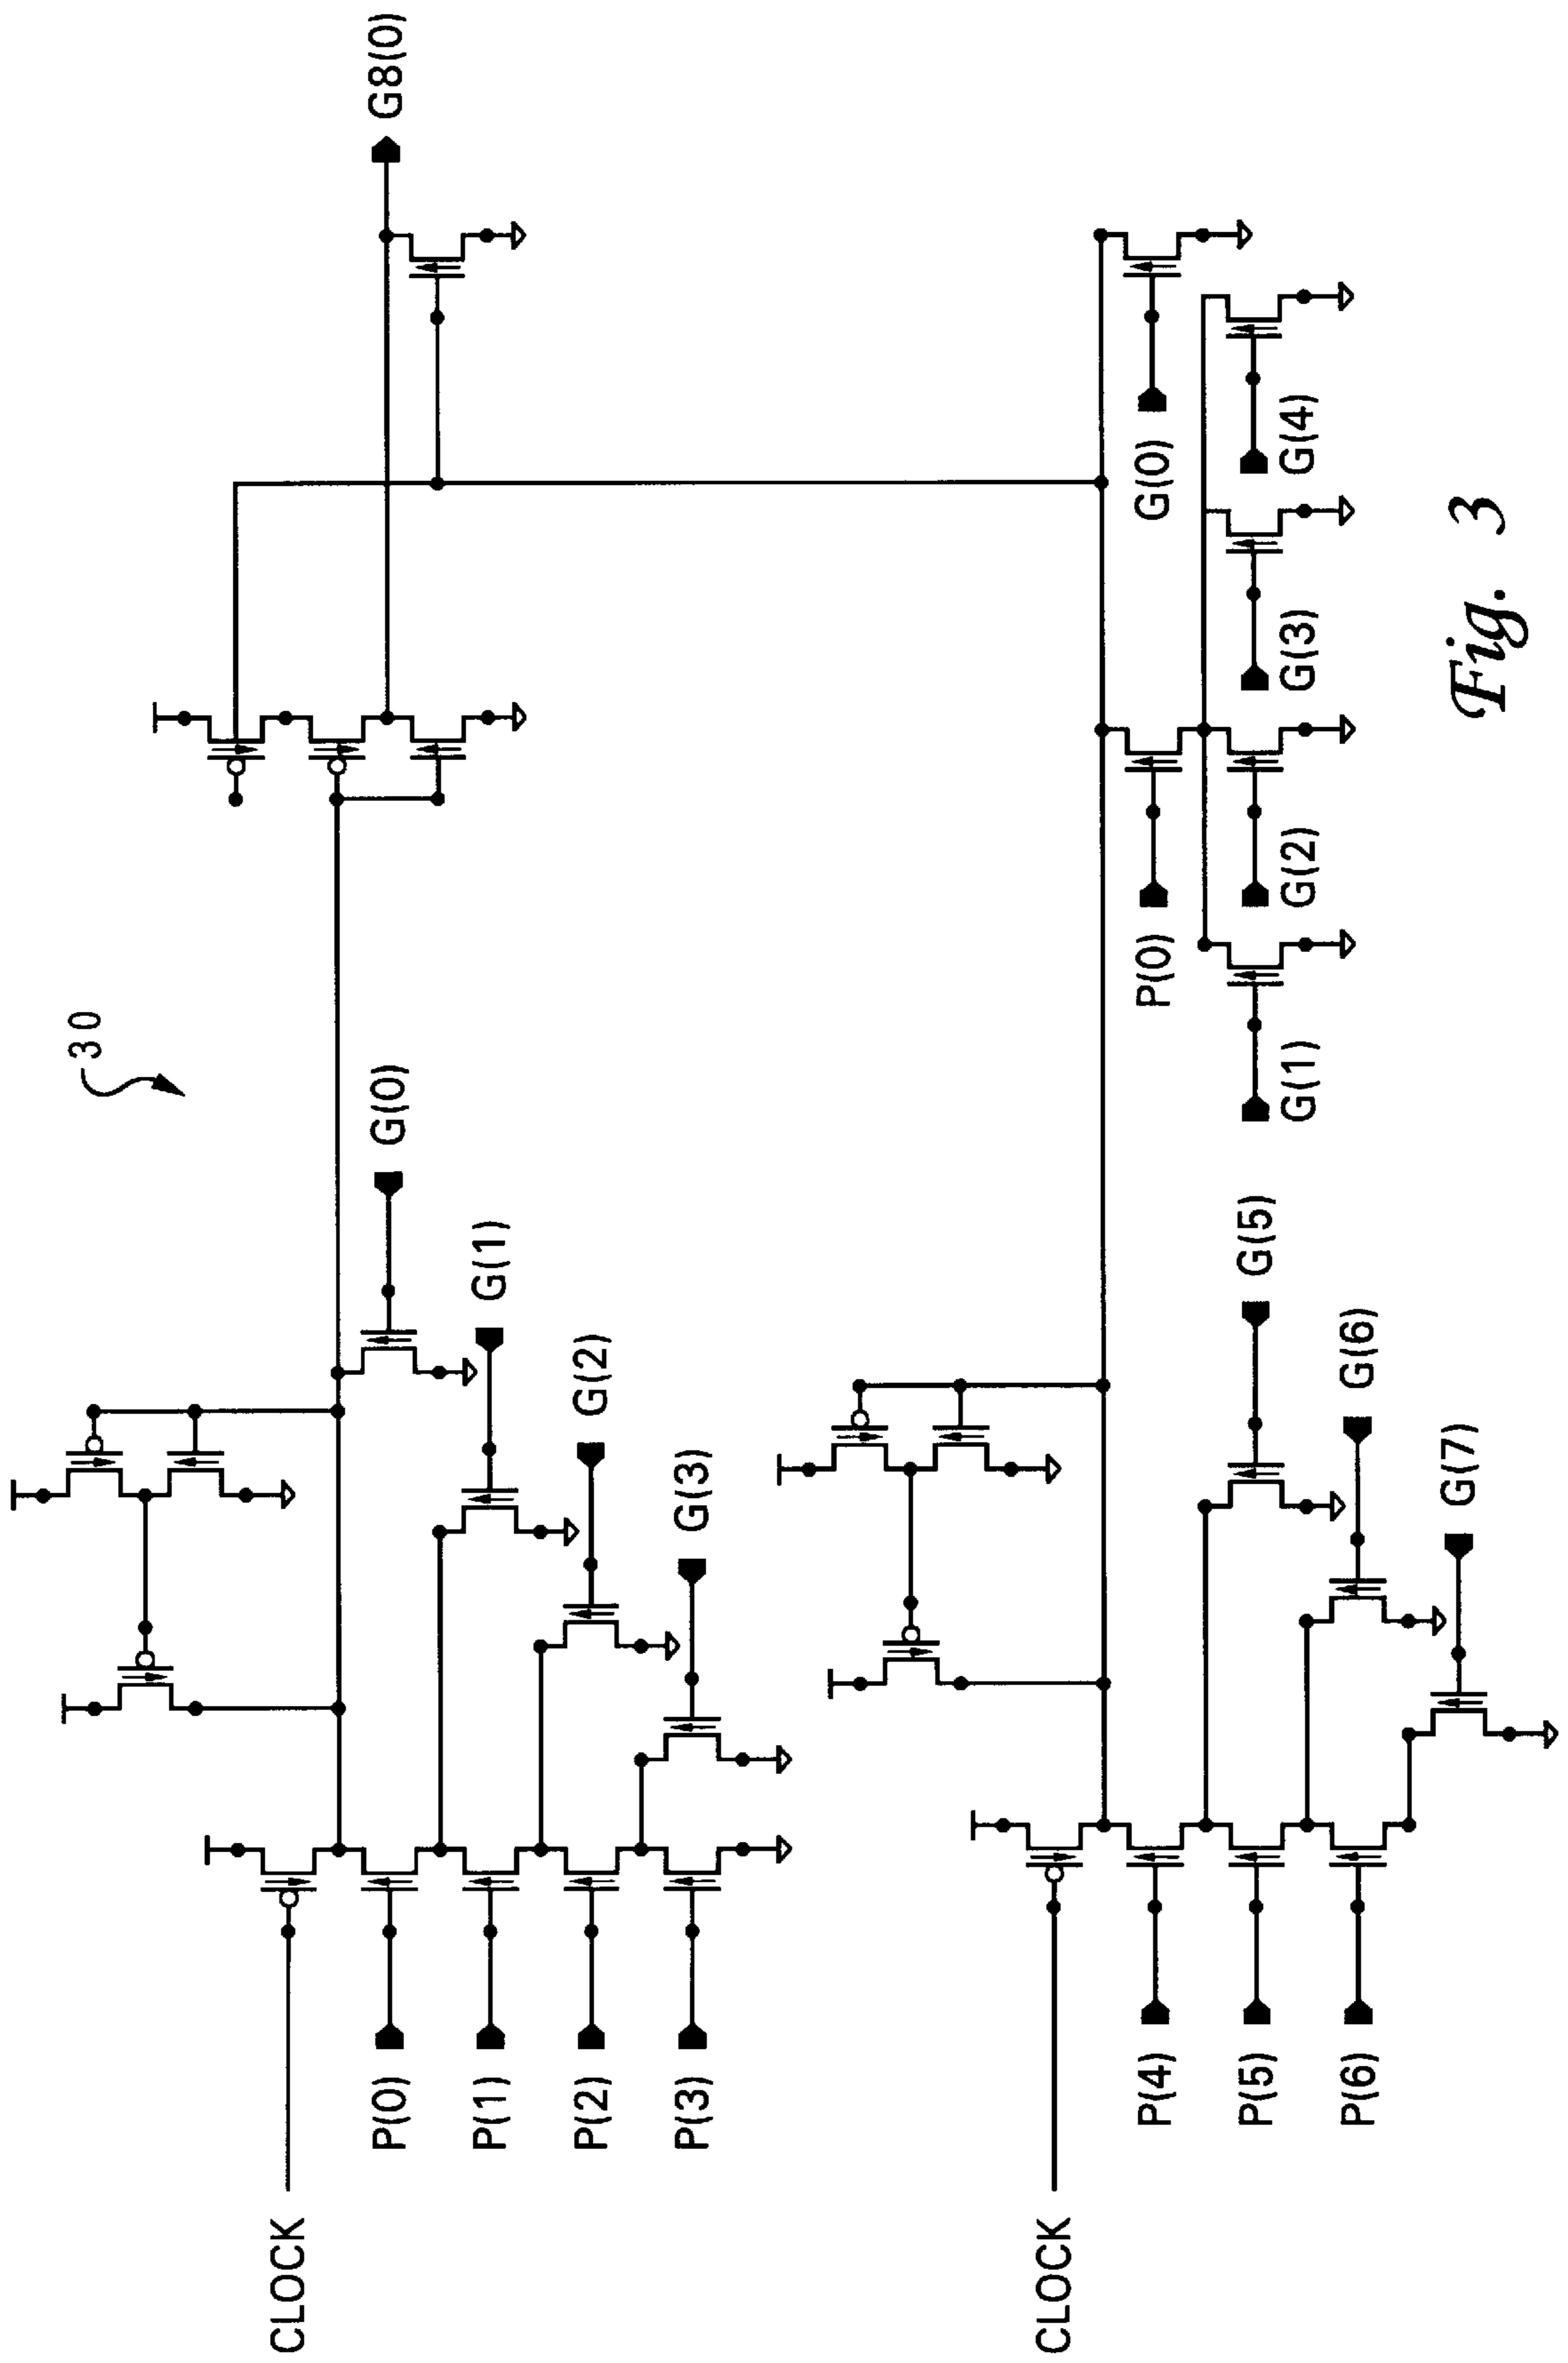 30
G8(0)
CLOCK
P(0)
P(1)
P(2)
P(3)
G(0)
G(1)
G(2)
G(3)
CLOCK
P(4)
P(5)
P(6)
G(5)
G(6)
G(7)
P(0)
G(0)
G(1)
G(2)
G(3)
G(4)
Fig. 3